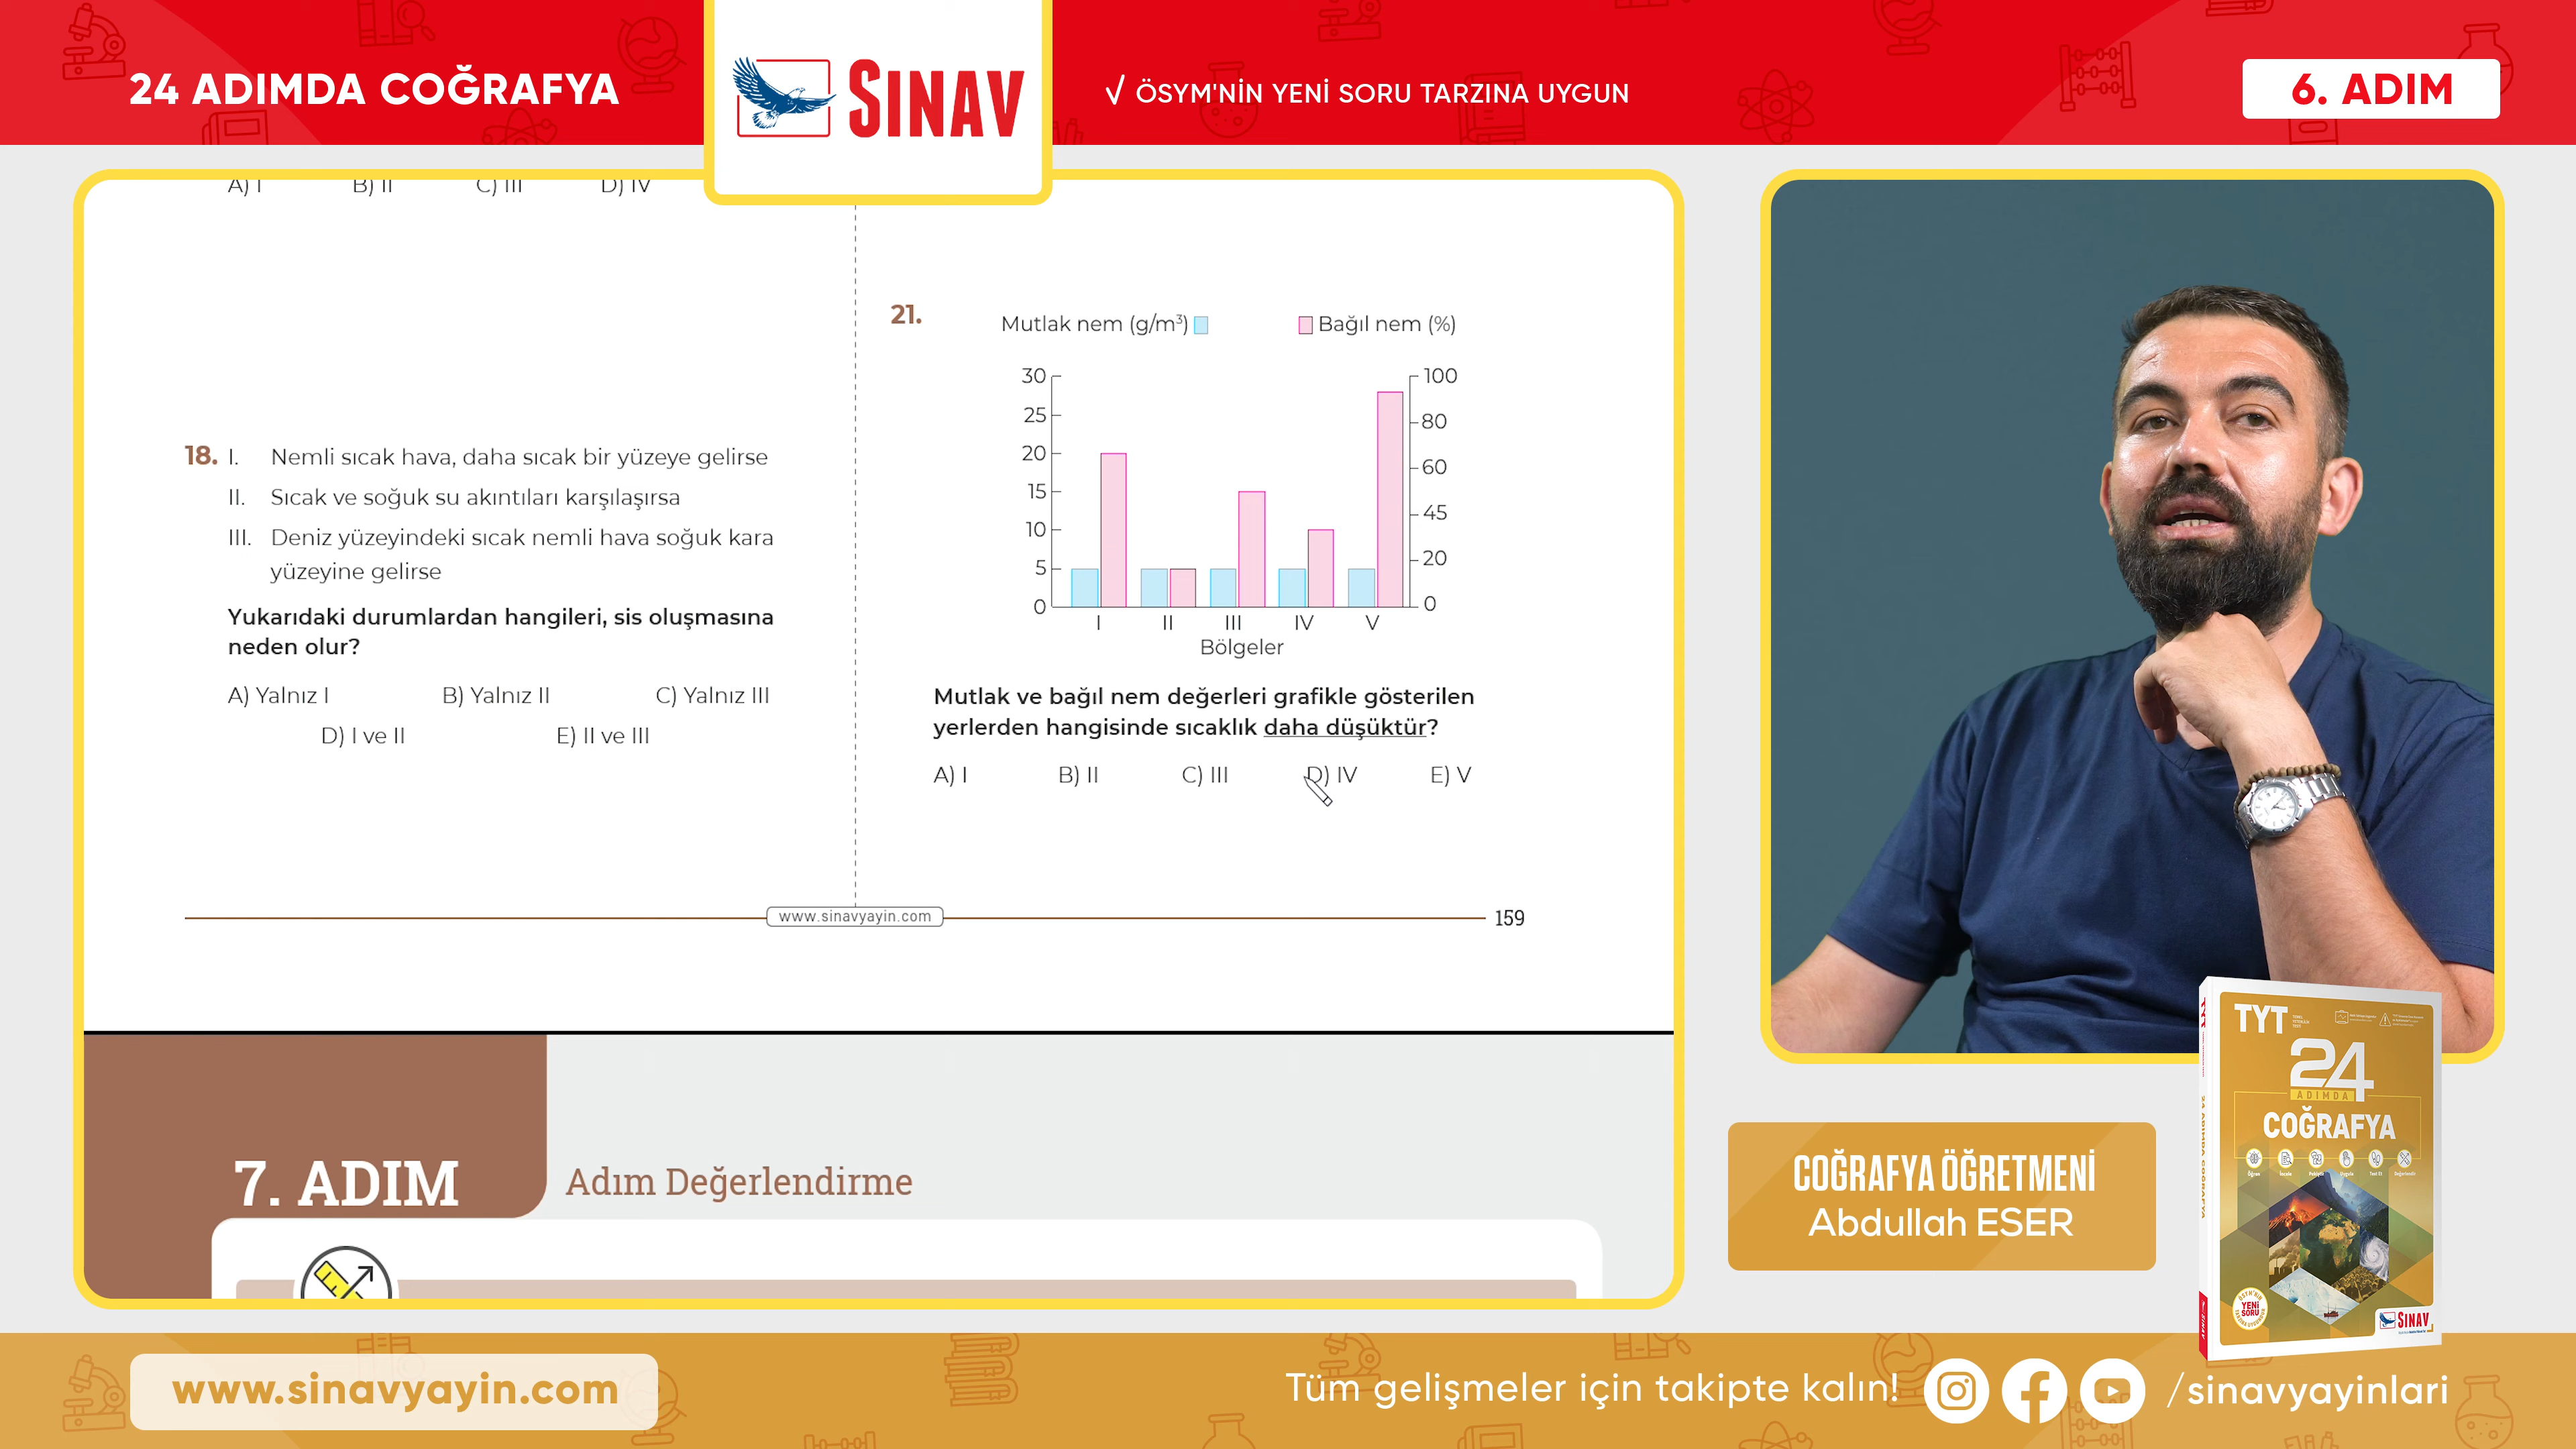 24 ADIMDA COĞRAFYA
SINAV
√ ÖSYM'NİN YENİ SORU TARZINA UYGUN
6. ADIM
A) I B) II C) III D) IV
18. I. Nemli sıcak hava, daha sıcak bir yüzeye gelirse
II. Sıcak ve soğuk su akıntıları karşılaşırsa
III. Deniz yüzeyindeki sıcak nemli hava soğuk kara
yüzeyine gelirse
Yukarıdaki durumlardan hangileri, sis oluşmasına
neden olur?
A) Yalnız I B) Yalnız II C) Yalnız III
D) I ve II E) II ve III
21.
Mutlak nem (g/m³) Bağıl nem (%)
30 100
25 80
20 60
15 45
10 20
5
0 0
I II III IV V
Bölgeler
Mutlak ve bağıl nem değerleri grafikle gösterilen
yerlerden hangisinde sıcaklık daha düşüktür?
A) I B) II C) III D) IV E) V
www.sinavyayin.com
159
7. ADIM
Adım Değerlendirme
COĞRAFYA ÖĞRETMENİ
Abdullah ESER
TYT
24
ADIMDA
COĞRAFYA
YENİ
SORU
SINAV
www.sinavyayin.com
Tüm gelişmeler için takipte kalın!
/sinavyayinlari